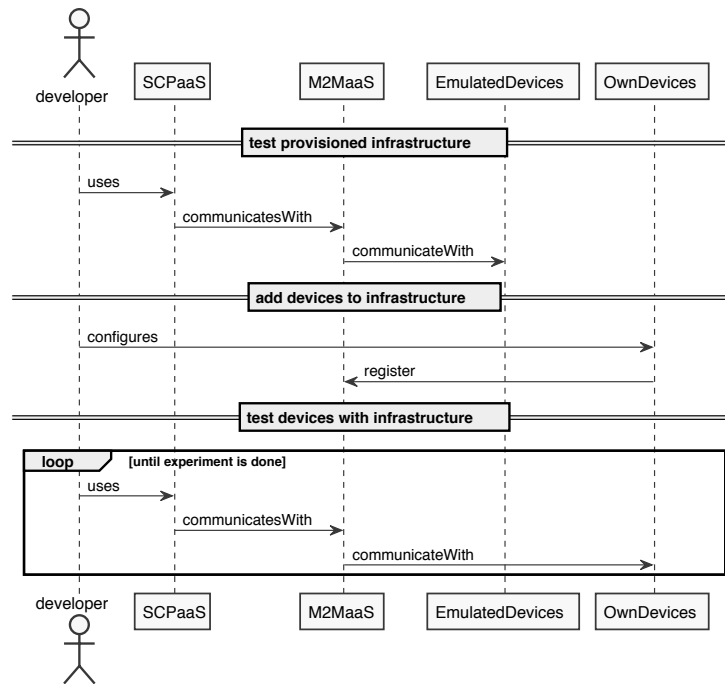 developer
SCPaaS
M2MaaS
EmulatedDevices
OwnDevices
test provisioned infrastructure
uses
communicatesWith
communicateWith
add devices to infrastructure
configures
register
test devices with infrastructure
loop [until experiment is done]
uses
communicatesWith
communicateWith
developer
SCPaaS
M2MaaS
EmulatedDevices
OwnDevices